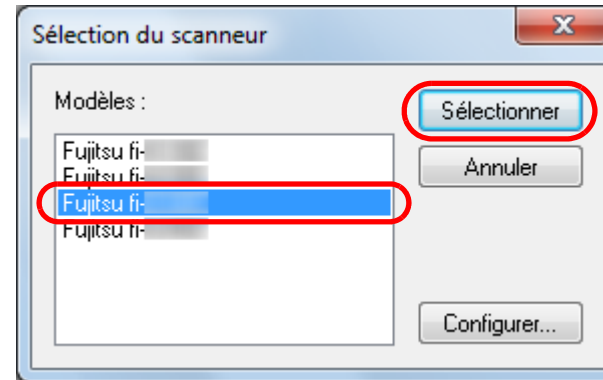 Sélection du scanneur
Modèles :
Fujitsu fi-
Fujitsu fi-
Fujitsu fi-
Fujitsu fi-
Sélectionner
Annuler
Configurer...